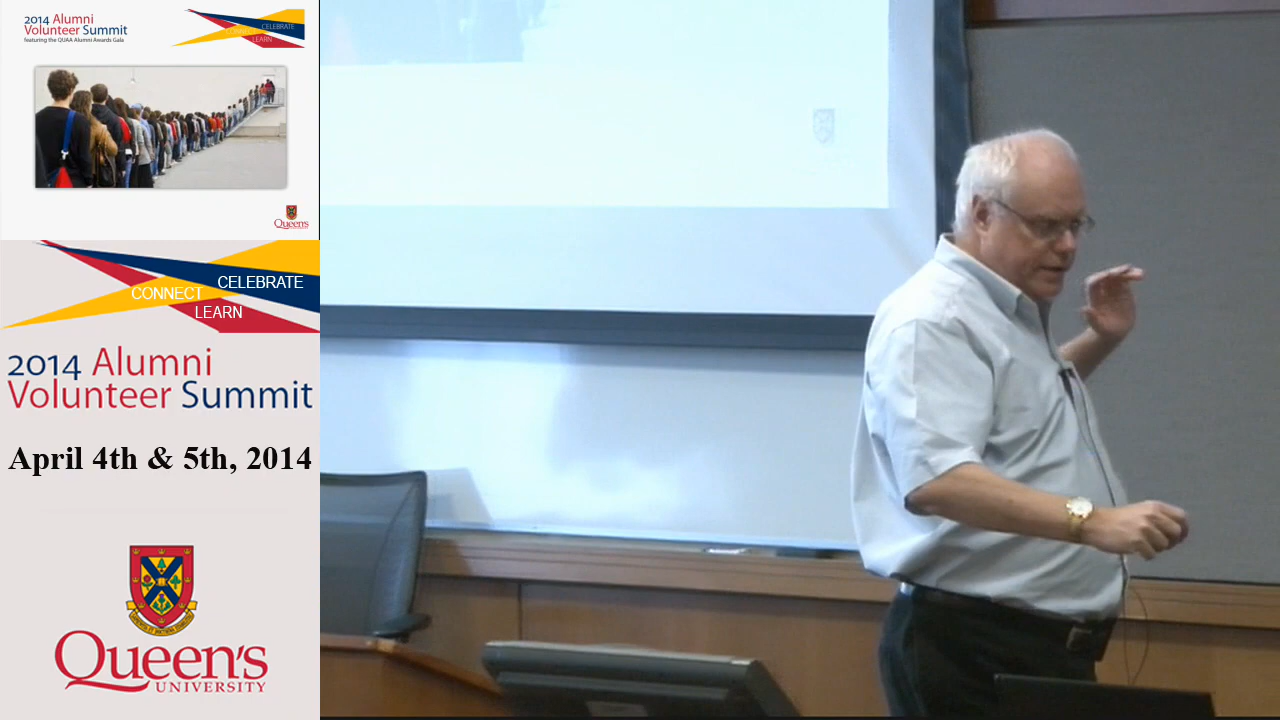 2014 Alumni
Volunteer Summit
featuring the QUAA Alumni Awards Gala
CELEBRATE
CONNECT
LEARN
Queen's
CELEBRATE
CONNECT
LEARN
2014 Alumni
Volunteer Summit
April 4th & 5th, 2014
Queen's
UNIVERSITY